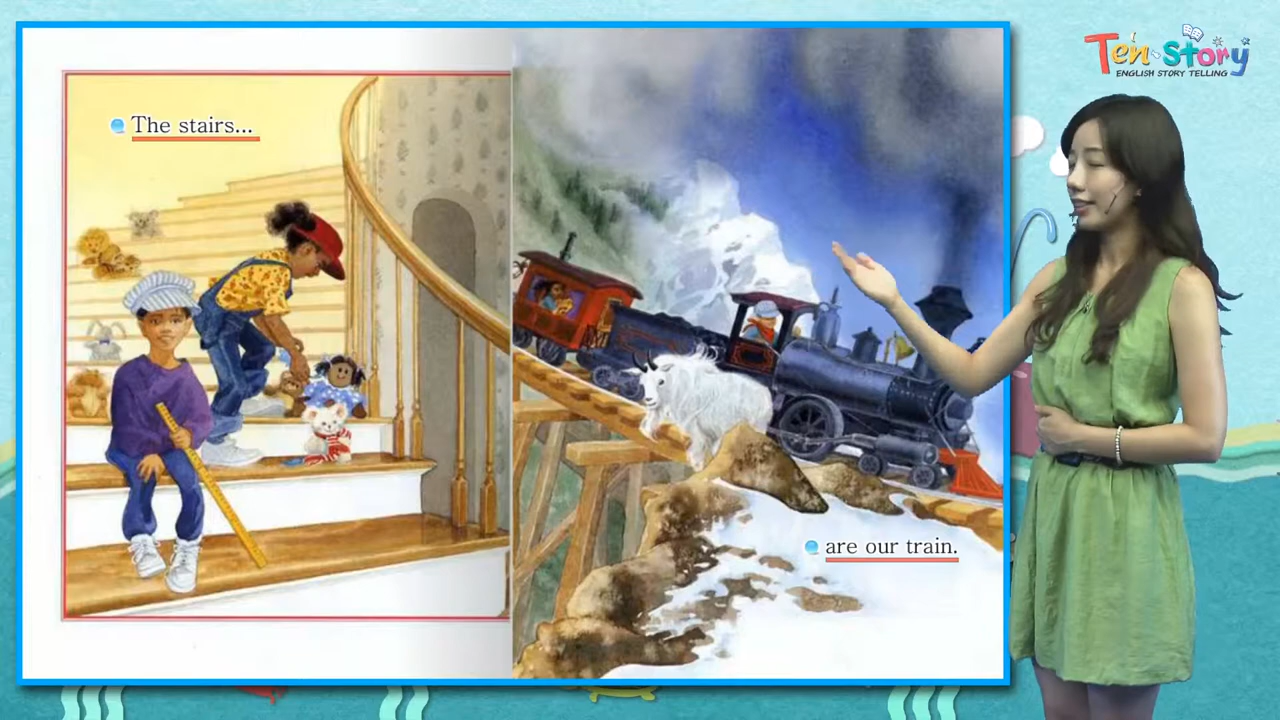 The stairs...
are our train.
Ten Story
ENGLISH STORY TELLING